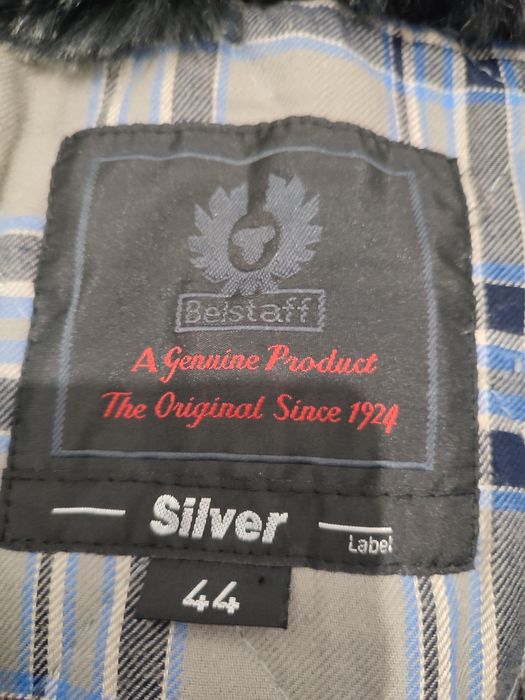 Belstaff
A Genuine Product
The Original Since 1924
Silver
Label
44